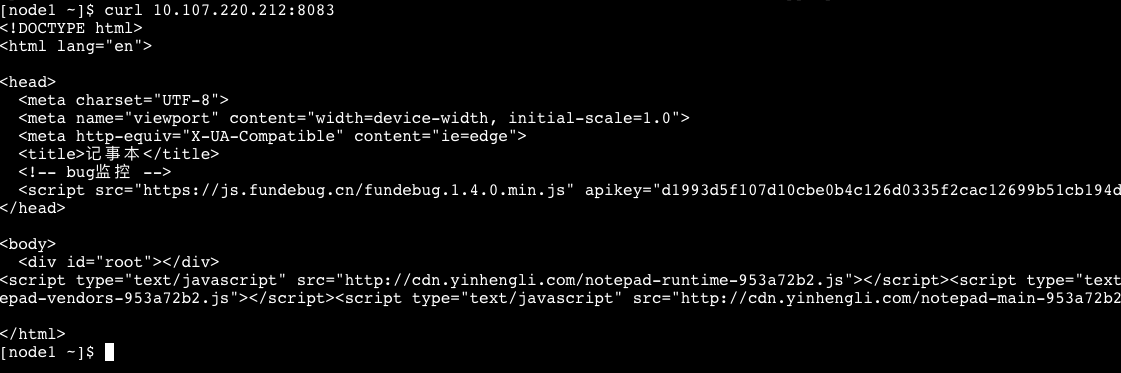 [node1 ~]$ curl 10.107.220.212:8083
<!DOCTYPE html>
<html lang="en">
<head>
  <meta charset="UTF-8">
  <meta name="viewport" content="width=device-width, initial-scale=1.0">
  <meta http-equiv="X-UA-Compatible" content="ie=edge">
  <title>记事本</title>
  <!-- bug监控 -->
  <script src="https://js.fundebug.cn/fundebug.1.4.0.min.js" apikey="d1993d5f107d10cbe0b4c126d0335f2cac12699b51cb194d
</head>
<body>
  <div id="root"></div>
<script type="text/javascript" src="http://cdn.yinhengli.com/notepad-runtime-953a72b2.js"></script><script type="text
epad-vendors-953a72b2.js"></script><script type="text/javascript" src="http://cdn.yinhengli.com/notepad-main-953a72b2
</html>
[node1 ~]$